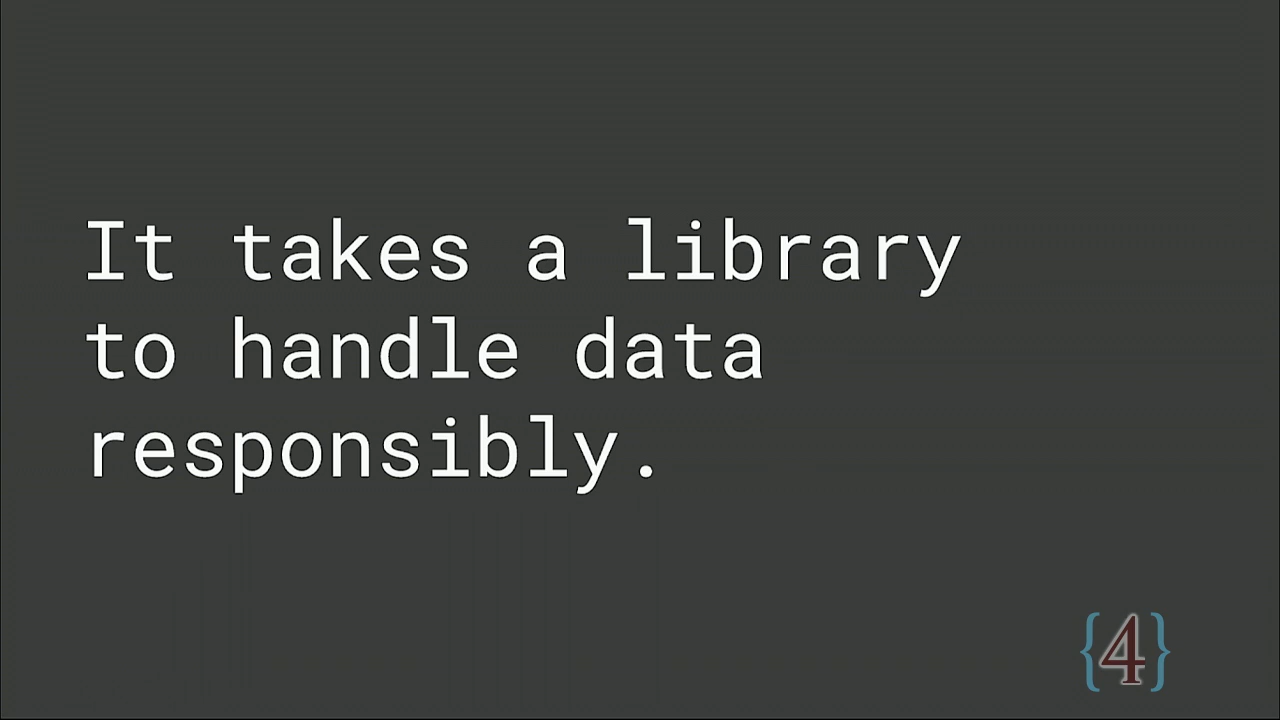 It takes a library
to handle data
responsibly.
{4}